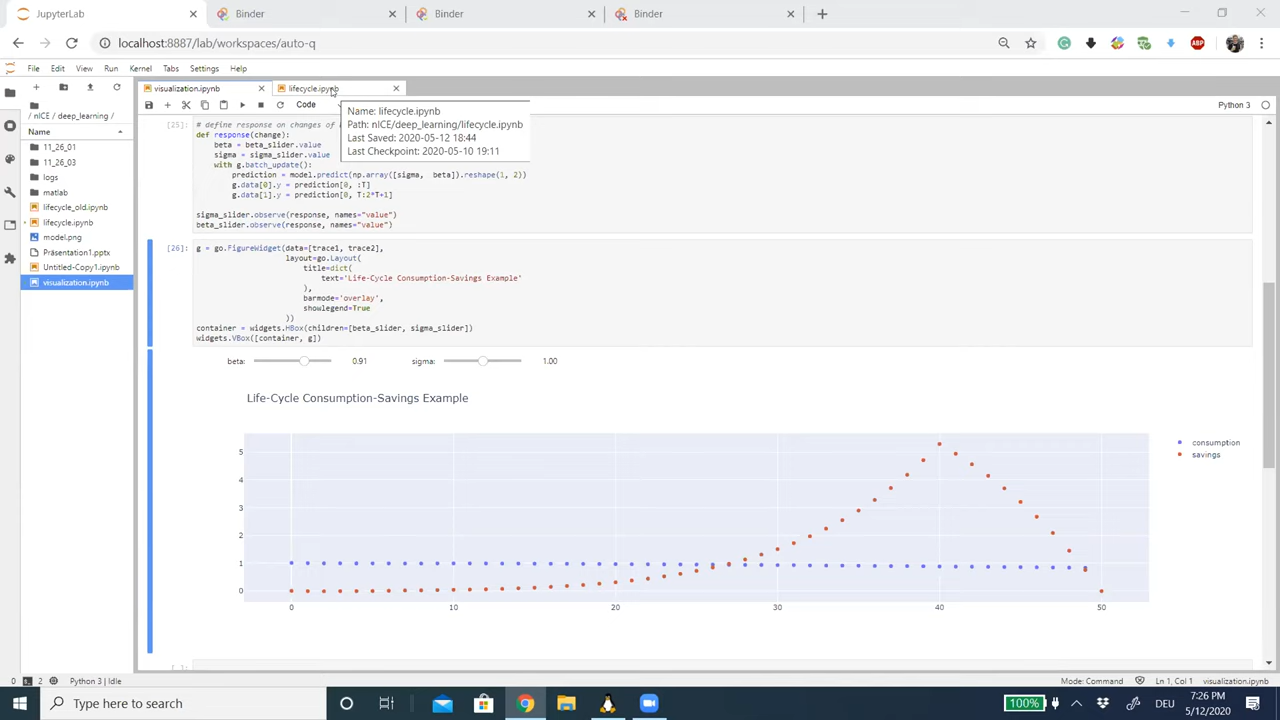 JupyterLab
Binder
Binder
Binder
localhost:8887/lab/workspaces/auto-q
ABP
File Edit View Run Kernel Tabs Settings Help
visualization.ipynb
lifecycle.ipynb
Code
Python 3
/ nICE / deep_learning /
Name
11_26_01
11_26_03
logs
matlab
lifecycle_old.ipynb
lifecycle.ipynb
model.png
Präsentation1.pptx
Untitled-Copy1.ipynb
visualization.ipynb
Name: lifecycle.ipynb
Path: nICE/deep_learning/lifecycle.ipynb
Last Saved: 2020-05-12 18:44
Last Checkpoint: 2020-05-10 19:11
[25]:
# define response on changes of
def response(change):
beta = beta_slider.value
sigma = sigma_slider.value
with g.batch_update():
prediction = model.predict(np.array([sigma, beta]).reshape(1, 2))
g.data[0].y = prediction[0, :T]
g.data[1].y = prediction[0, T:2*T+1]
sigma_slider.observe(response, names="value")
beta_slider.observe(response, names="value")
[26]:
g = go.FigureWidget(data=[trace1, trace2],
layout=go.Layout(
title=dict(
text='Life-Cycle Consumption-Savings Example'
),
barmode='overlay',
showlegend=True
))
container = widgets.HBox(children=[beta_slider, sigma_slider])
widgets.VBox([container, g])
beta: 0.91 sigma: 1.00
Life-Cycle Consumption-Savings Example
consumption
savings
5
4
3
2
1
0
0 10 20 30 40 50
[ ]:
0 2 Python 3 | Idle
Mode: Command Ln 1, Col 1 visualization.ipynb
Type here to search
100%
DEU
7:26 PM
5/12/2020